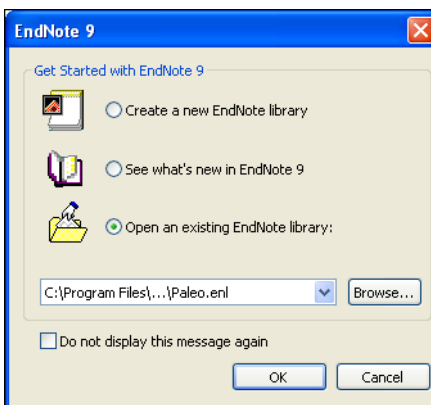 EndNote 9
Get Started with EndNote 9
Create a new EndNote library
See what's new in EndNote 9
Open an existing EndNote library:
C:\Program Files\...\Paleo.enl Browse...
Do not display this message again
OK Cancel